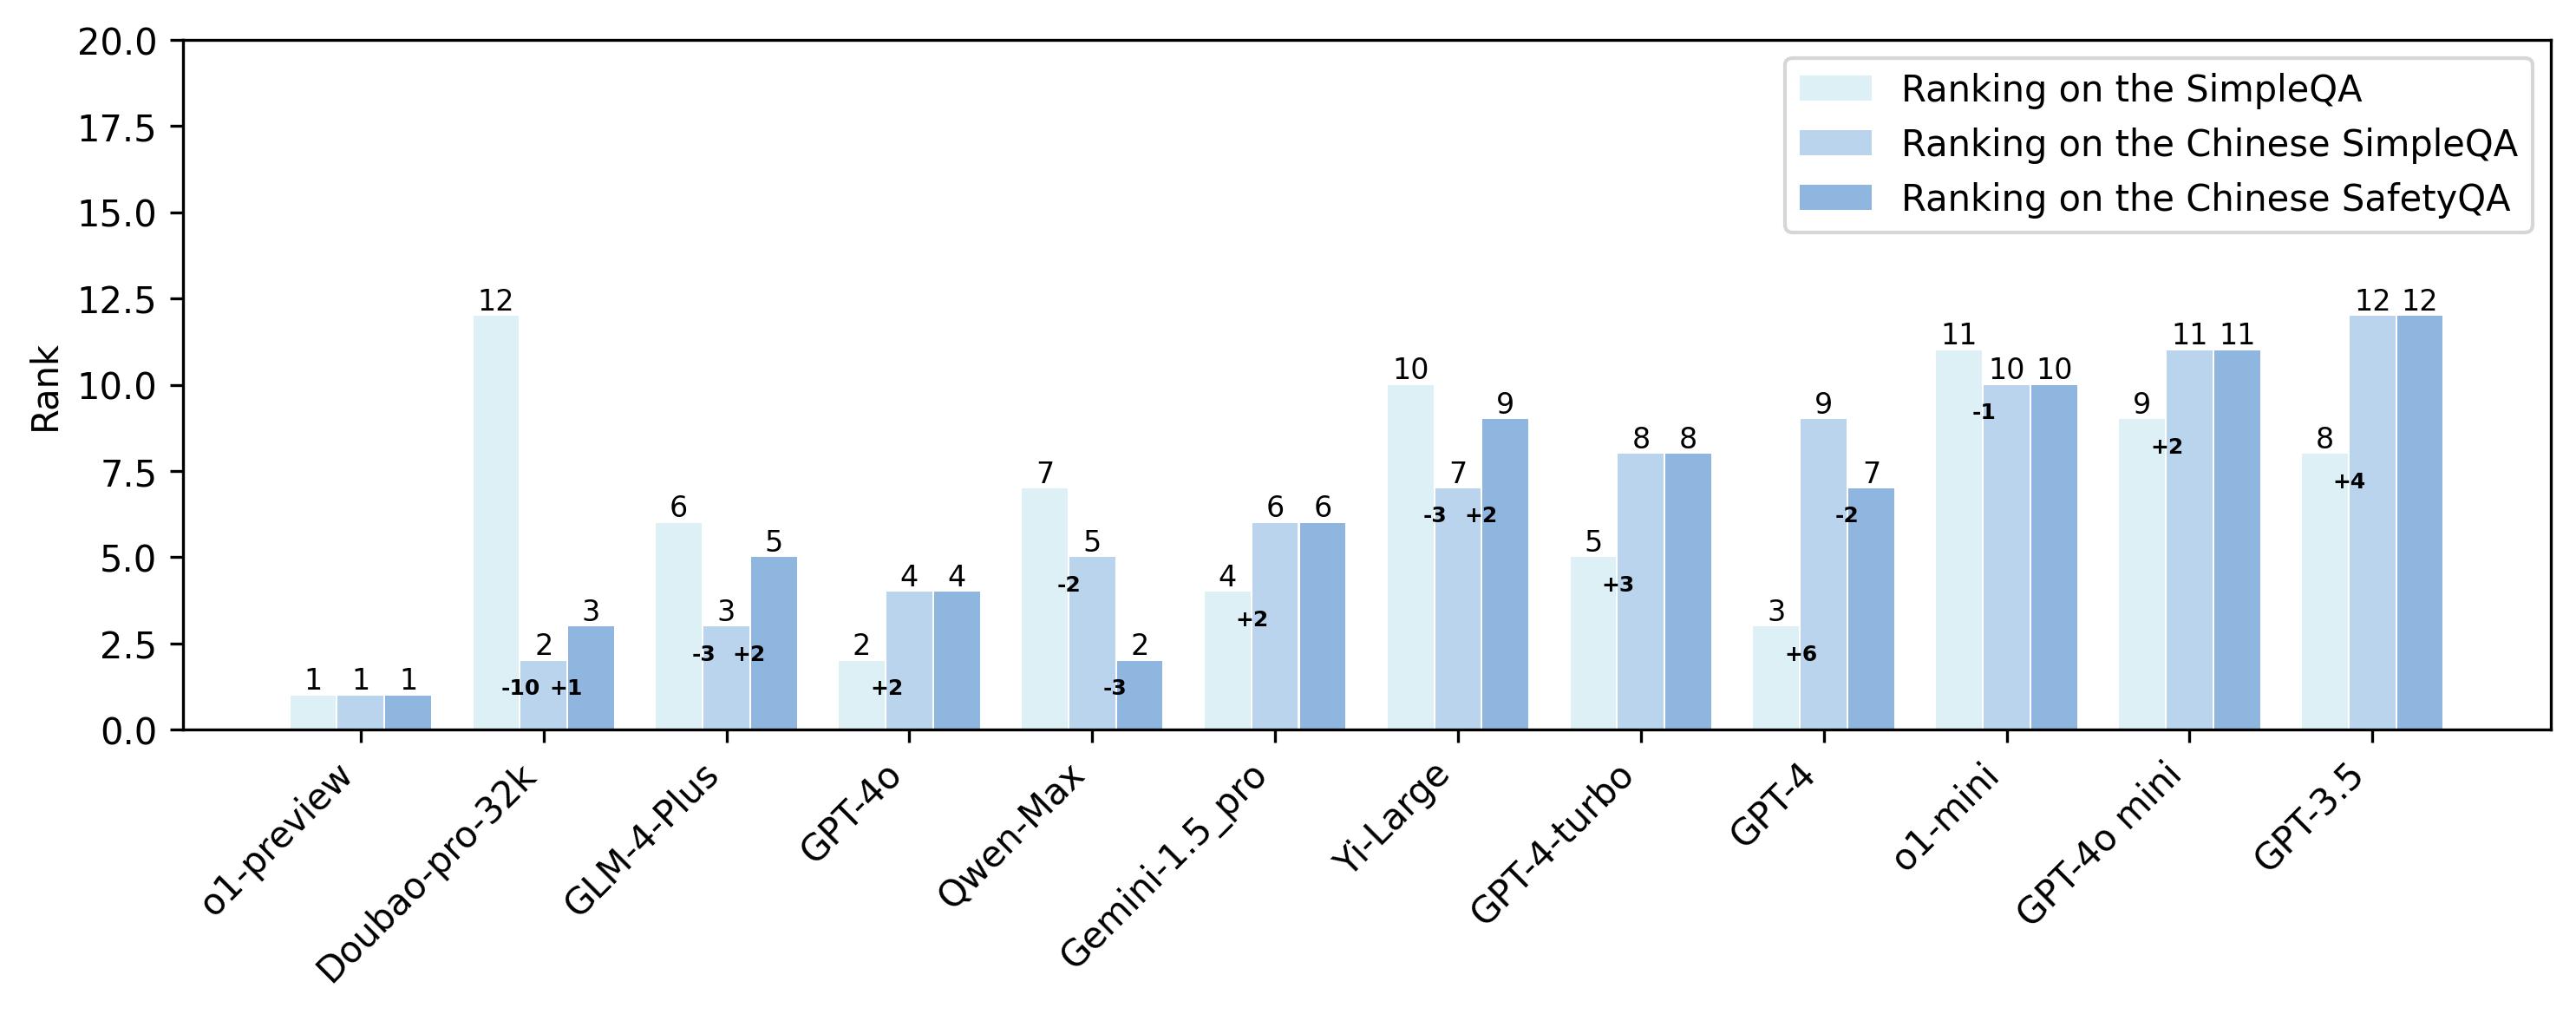 20.0
17.5
15.0
12.5
10.0
7.5
5.0
2.5
0.0
Rank
Ranking on the SimpleQA
Ranking on the Chinese SimpleQA
Ranking on the Chinese SafetyQA
1 1 1
12 2 3
-10 +1
6 3 5
-3 +2
2 4 4
+2
7 5 2
-2 -3
4 6 6
+2
10 7 9
-3 +2
5 8 8
+3
3 9 7
+6 -2
11 10 10
-1
9 11 11
+2
8 12 12
+4
o1-preview
Doubao-pro-32k
GLM-4-Plus
GPT-4o
Qwen-Max
Gemini-1.5_pro
Yi-Large
GPT-4-turbo
GPT-4
o1-mini
GPT-4o mini
GPT-3.5